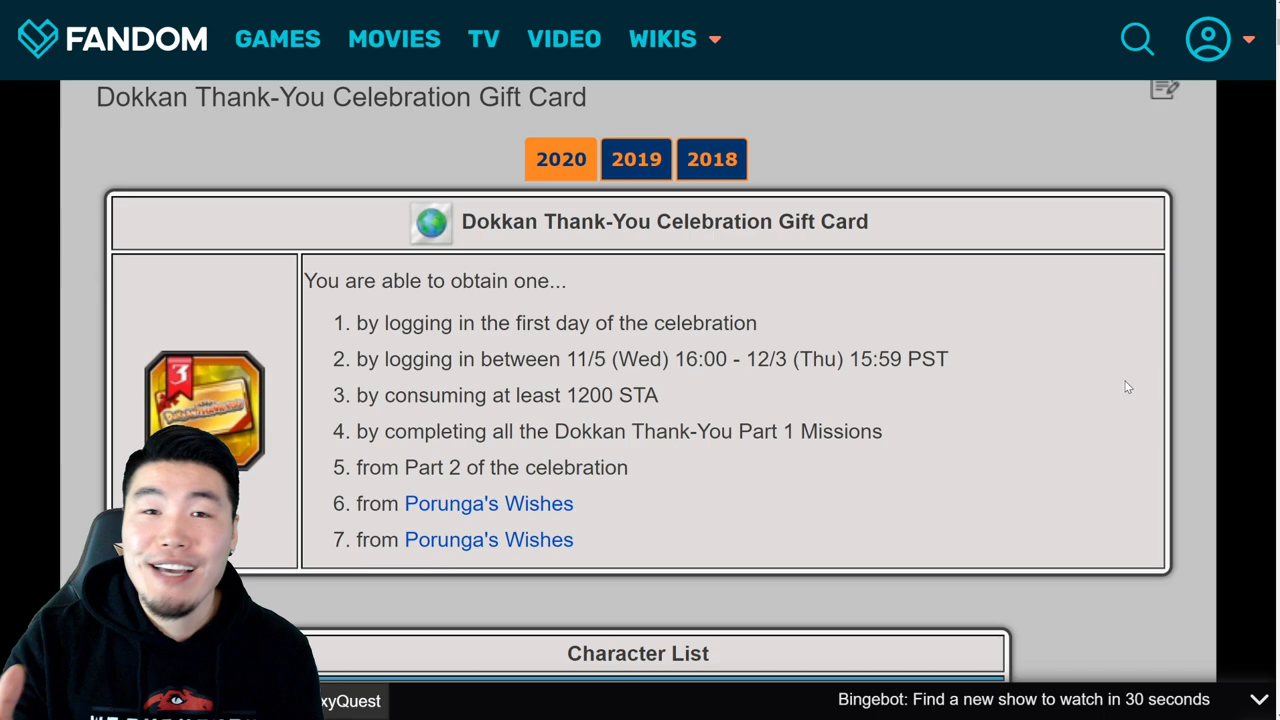 FANDOM GAMES MOVIES TV VIDEO WIKIS
Dokkan Thank-You Celebration Gift Card
2020 2019 2018
Dokkan Thank-You Celebration Gift Card
You are able to obtain one...
1. by logging in the first day of the celebration
2. by logging in between 11/5 (Wed) 16:00 - 12/3 (Thu) 15:59 PST
3. by consuming at least 1200 STA
4. by completing all the Dokkan Thank-You Part 1 Missions
5. from Part 2 of the celebration
6. from Porunga's Wishes
7. from Porunga's Wishes
3
Character List
xyQuest
Bingebot: Find a new show to watch in 30 seconds